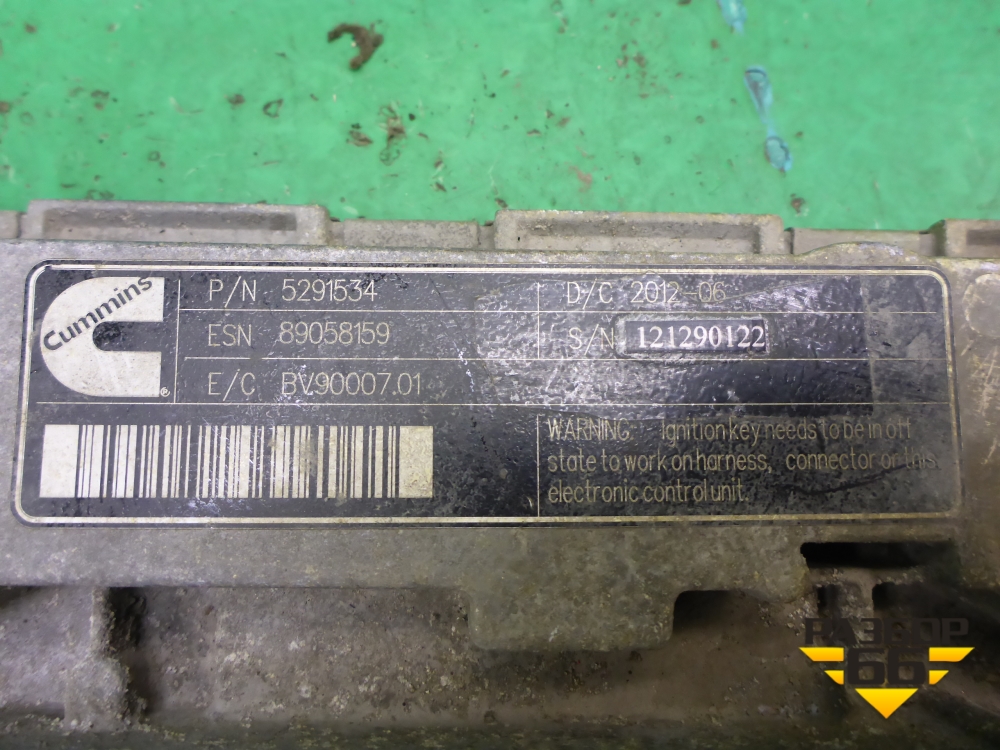 Cummins
P/N 5291534
D/C 2012-06
ESN 89058159
S/N 121290122
E/C BV90007.01
WARNING: Ignition key needs to be in off
state to work on harness, connector or this
electronic control unit.
РАЗБОР
66